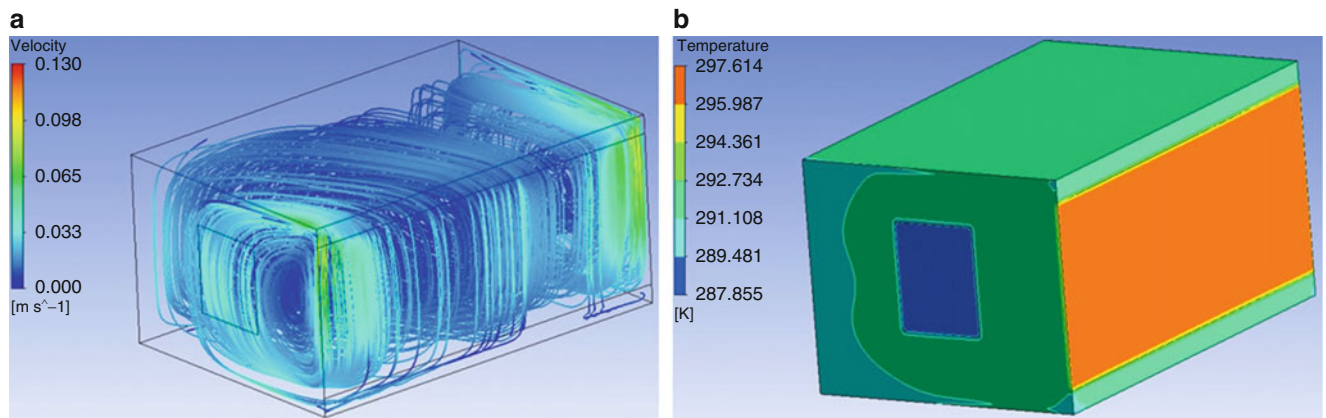 a
Velocity
0.130
0.098
0.065
0.033
0.000
[m s^–1]
b
Temperature
297.614
295.987
294.361
292.734
291.108
289.481
287.855
[K]